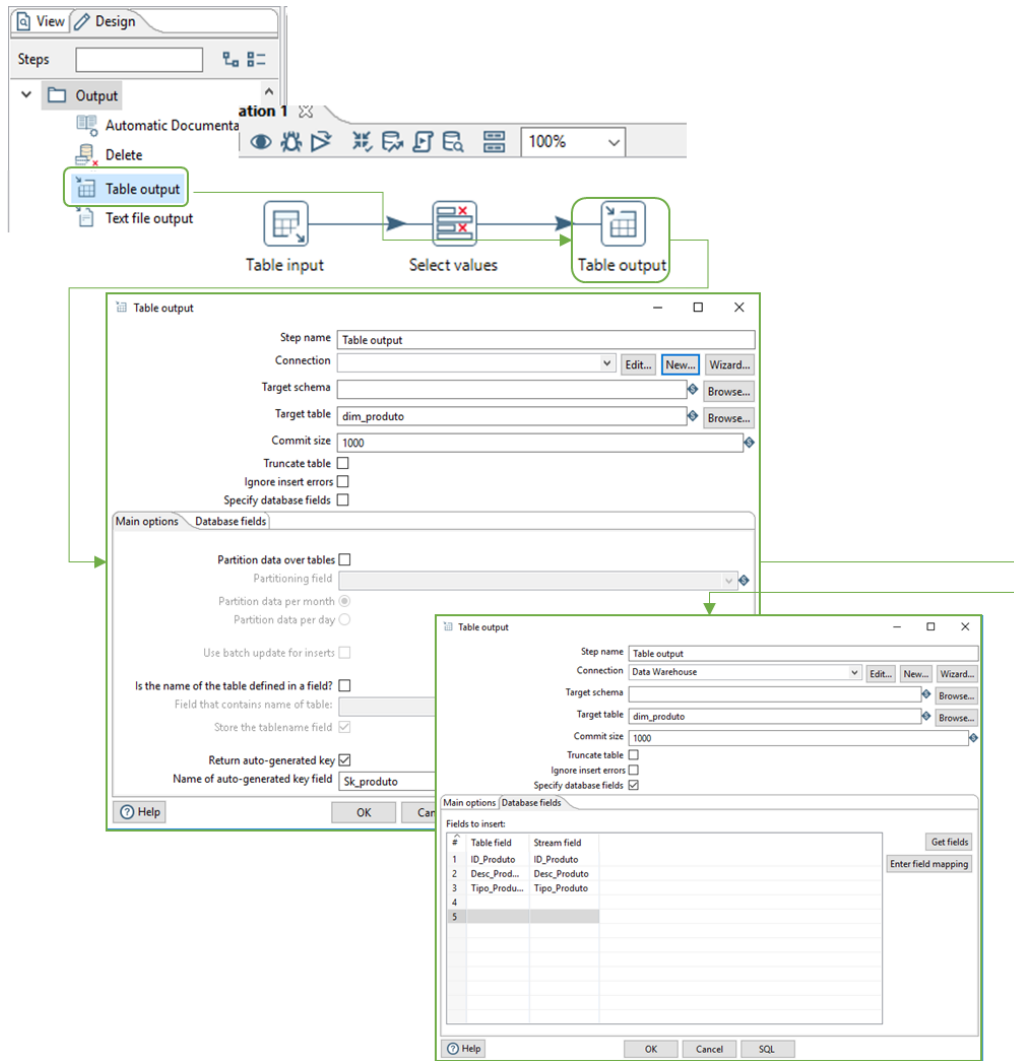 View Design
Steps
Output
Automatic Documenta
Delete
Table output
Text file output
ation 1
100%
Table input
Select values
Table output
Table output
Step name Table output
Connection Edit... New... Wizard...
Target schema Browse...
Target table dim_produto Browse...
Commit size 1000
Truncate table
Ignore insert errors
Specify database fields
Main options Database fields
Partition data over tables
Partitioning field
Partition data per month
Partition data per day
Use batch update for inserts
Is the name of the table defined in a field?
Field that contains name of table:
Store the tablename field
Return auto-generated key
Name of auto-generated key field Sk_produto
Help OK Can
Table output
Step name Table output
Connection Data Warehouse Edit... New... Wizard...
Target schema Browse...
Target table dim_produto Browse...
Commit size 1000
Truncate table
Ignore insert errors
Specify database fields
Main options Database fields
Fields to insert:
# Table field Stream field Get fields
1 ID_Produto ID_Produto Enter field mapping
2 Desc_Prod... Desc_Produto
3 Tipo_Produ... Tipo_Produto
4
5
Help OK Cancel SQL